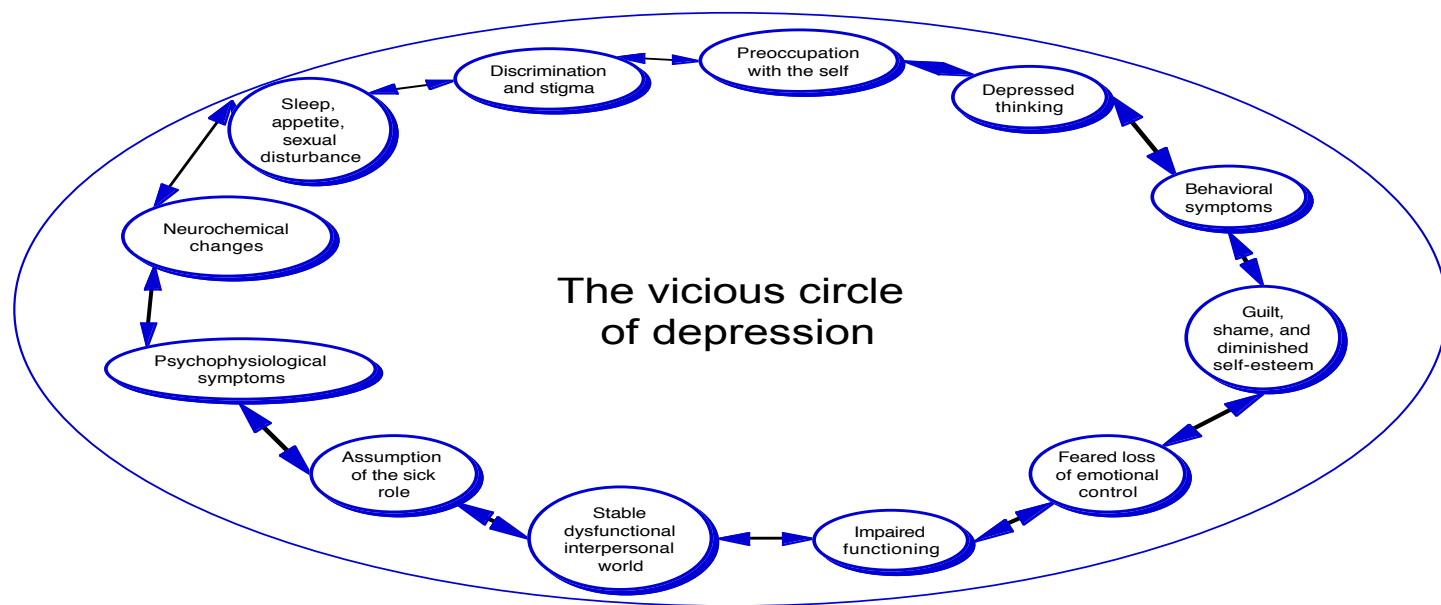 Preoccupation
with the self
Depressed
thinking
Behavioral
symptoms
Guilt,
shame, and
diminished
self-esteem
Feared loss
of emotional
control
Impaired
functioning
Stable
dysfunctional
interpersonal
world
Assumption
of the sick
role
Psychophysiological
symptoms
Neurochemical
changes
Sleep,
appetite,
sexual
disturbance
Discrimination
and stigma
The vicious circle
of depression